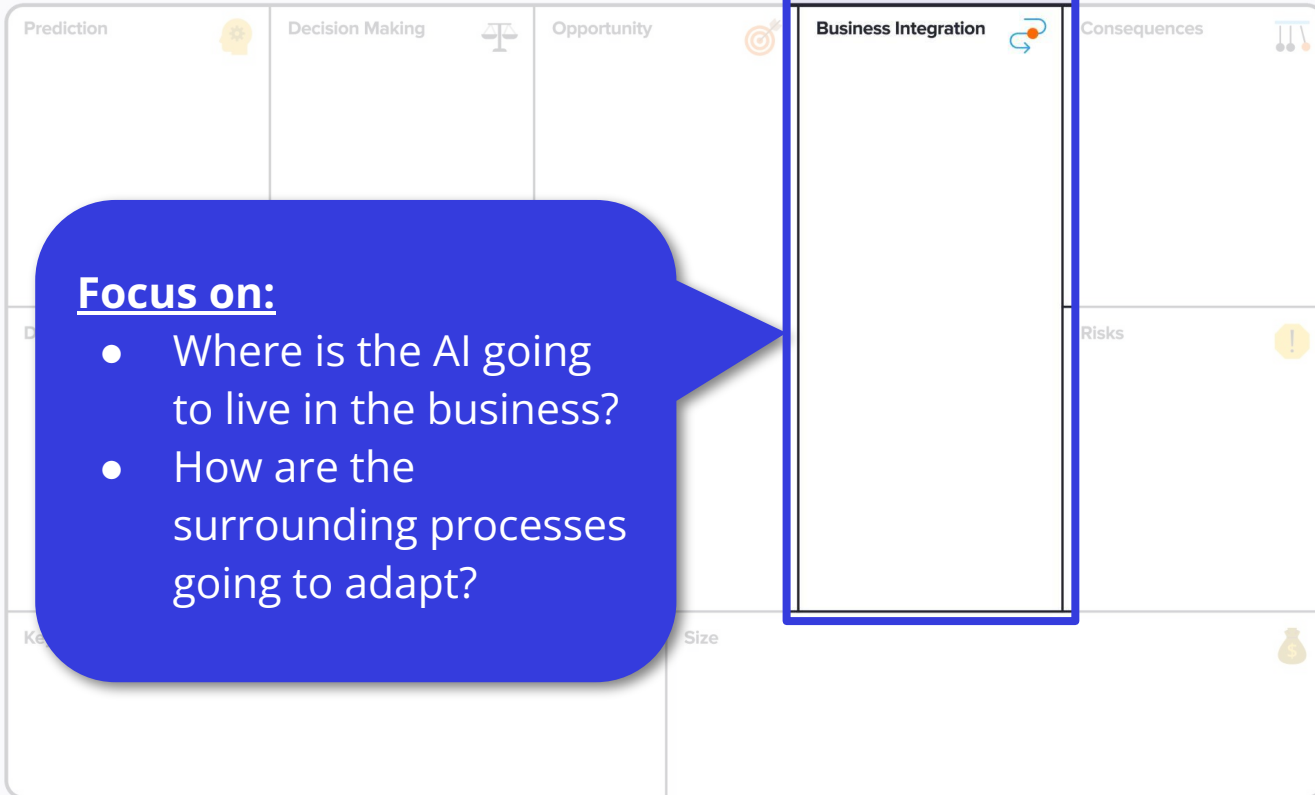 Prediction
Decision Making
Opportunity
Business Integration
Consequences
Focus on:
● Where is the AI going
to live in the business?
● How are the
surrounding processes
going to adapt?
D
Risks
!
Ke
Size
$